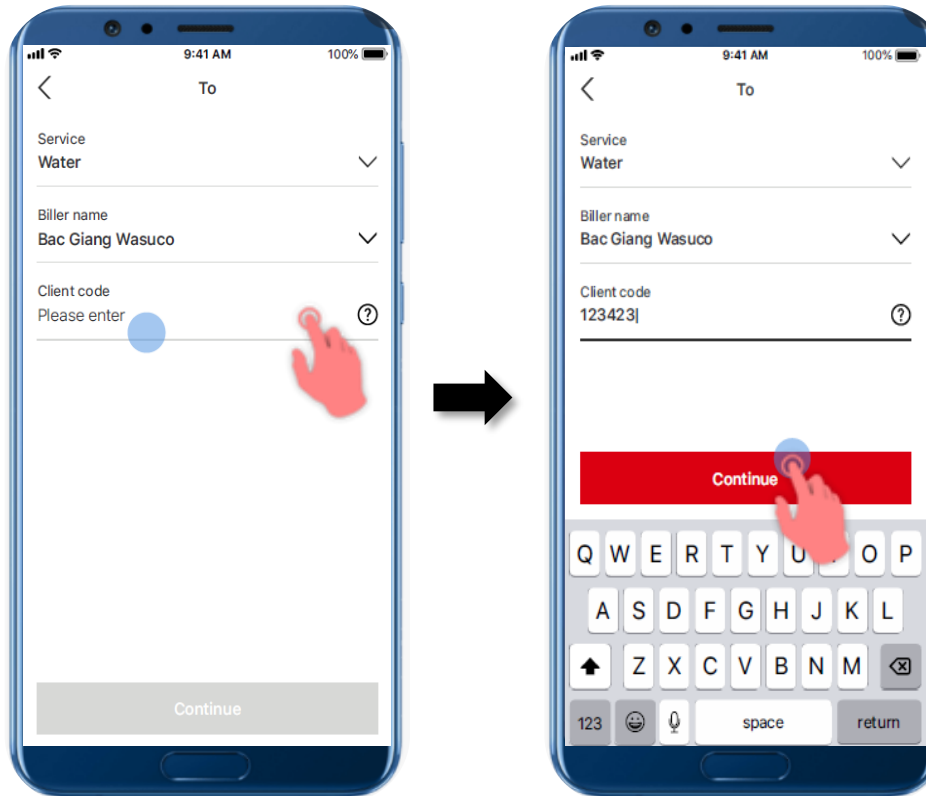 9:41 AM
100%
To
Service
Water
Biller name
Bac Giang Wasuco
Client code
Please enter
?
Continue
9:41 AM
100%
To
Service
Water
Biller name
Bac Giang Wasuco
Client code
123423
?
Continue
Q W E R T Y U O P
A S D F G H J K L
Z X C V B N M
123 space return